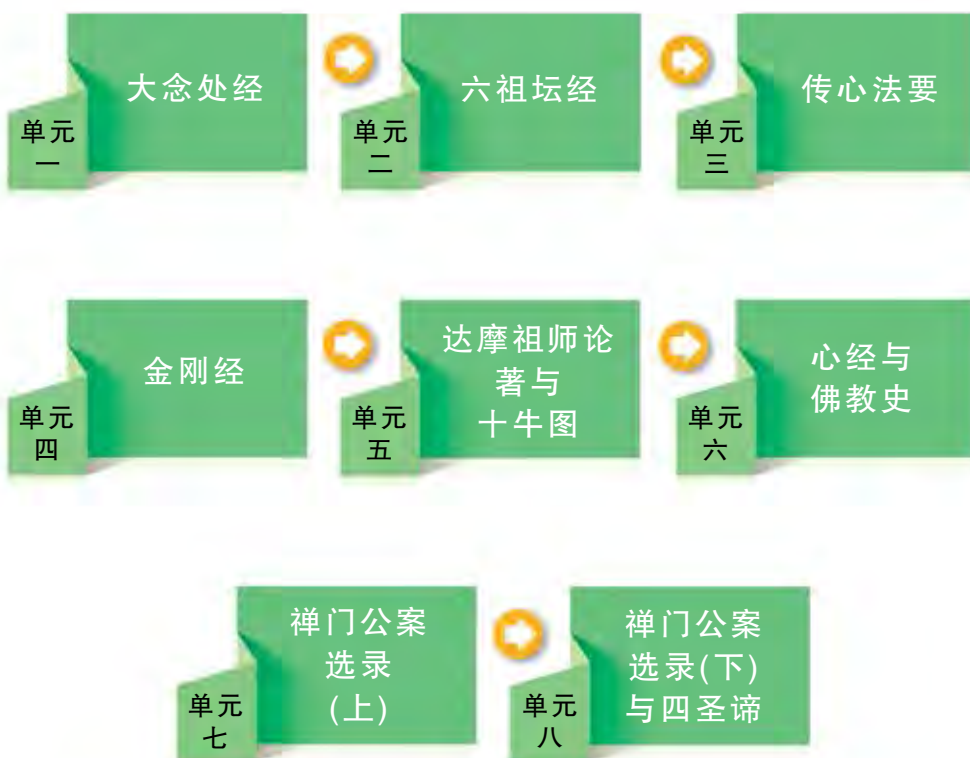 大念处经
单元
一
六祖坛经
单元
二
传心法要
单元
三
金刚经
单元
四
达摩祖师论
著与
十牛图
单元
五
心经与
佛教史
单元
六
禅门公案
选录
(上)
单元
七
禅门公案
选录(下)
与四圣谛
单元
八